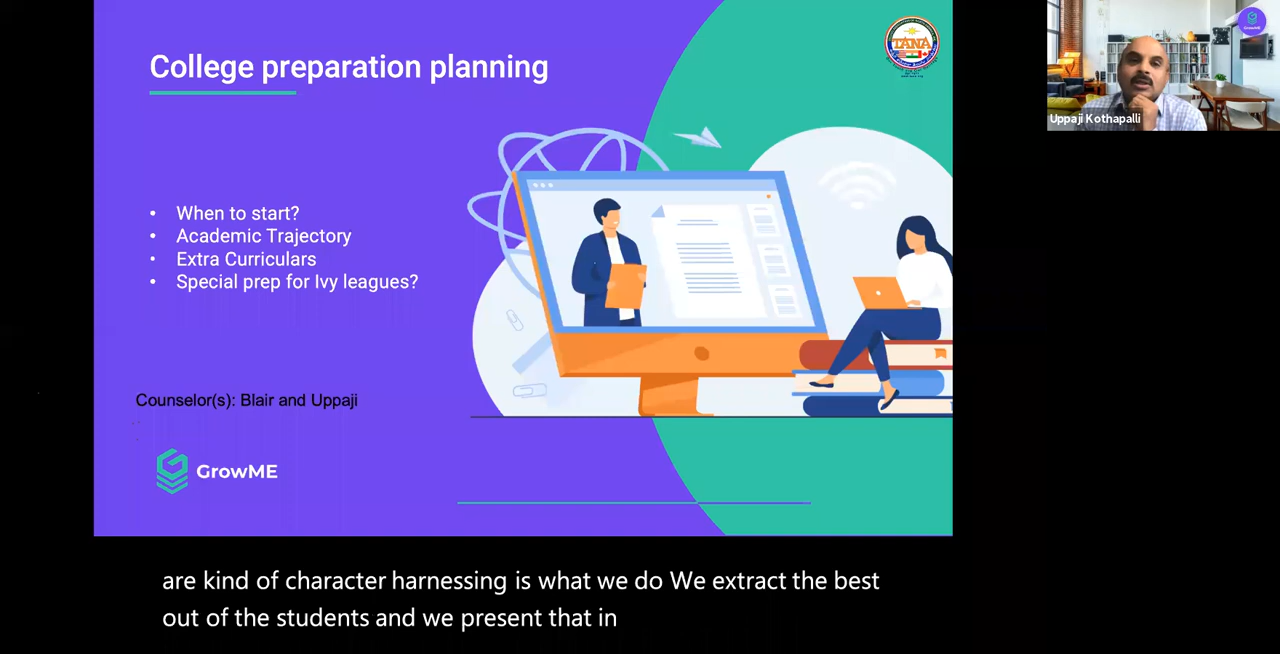 College preparation planning
TANA
Uppaji Kothapalli
• When to start?
• Academic Trajectory
• Extra Curriculars
• Special prep for Ivy leagues?
Counselor(s): Blair and Uppaji
GrowME
are kind of character harnessing is what we do We extract the best
out of the students and we present that in